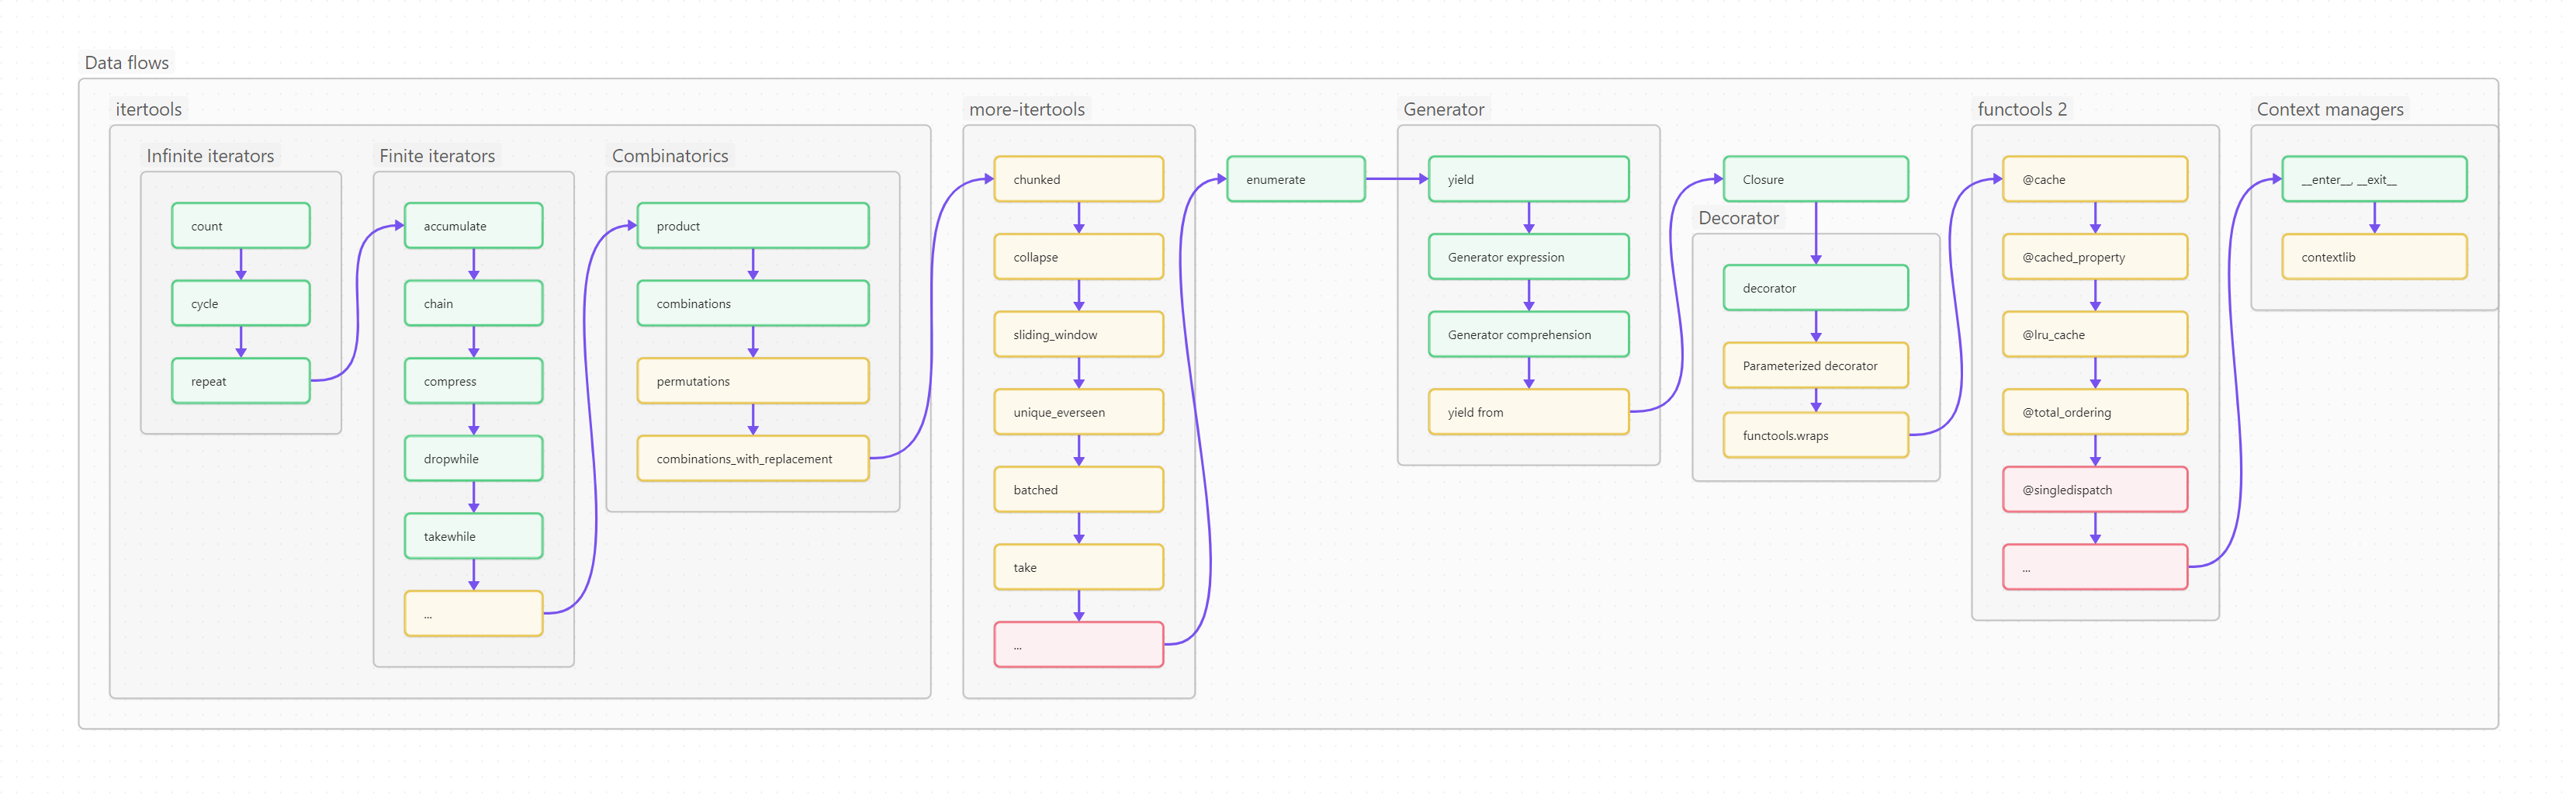 Data flows
itertools
Infinite iterators
count
cycle
repeat
Finite iterators
accumulate
chain
compress
dropwhile
takewhile
...
Combinatorics
product
combinations
permutations
combinations_with_replacement
more-itertools
chunked
collapse
sliding_window
unique_everseen
batched
take
...
enumerate
Generator
yield
Generator expression
Generator comprehension
yield from
Closure
Decorator
decorator
Parameterized decorator
functools.wraps
functools 2
@cache
@cached_property
@lru_cache
@total_ordering
@singledispatch
...
Context managers
__enter__, __exit__
contextlib